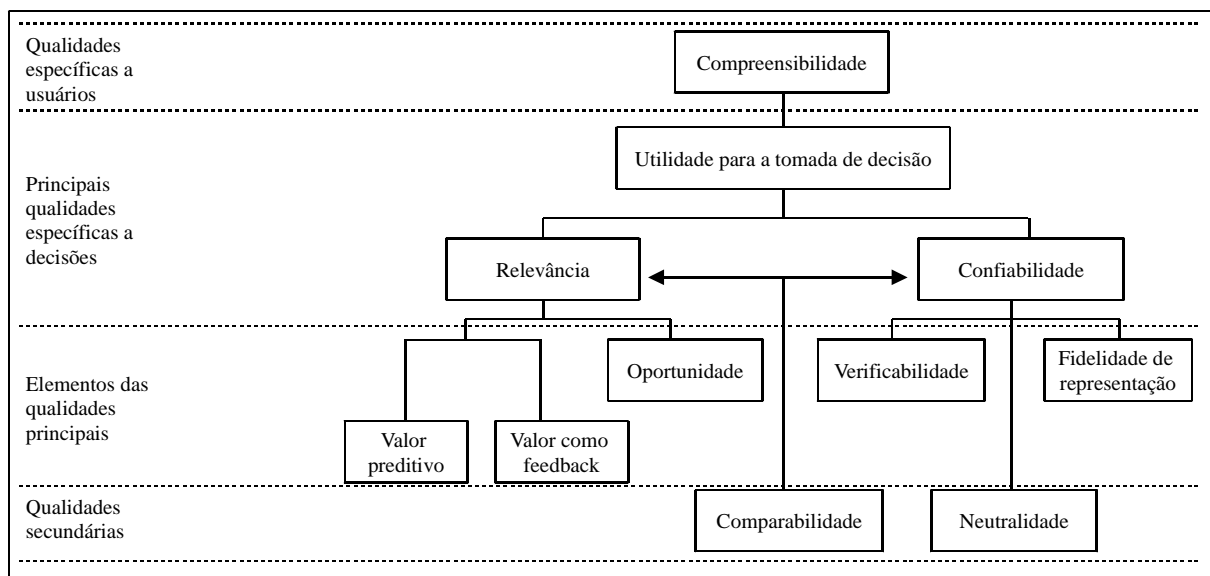 Qualidades
específicas a
usuários
Compreensibilidade
Utilidade para a tomada de decisão
Principais
qualidades
específicas a
decisões
Relevância
Confiabilidade
Elementos das
qualidades
principais
Oportunidade
Verificabilidade
Fidelidade de
representação
Valor
preditivo
Valor como
feedback
Qualidades
secundárias
Comparabilidade
Neutralidade